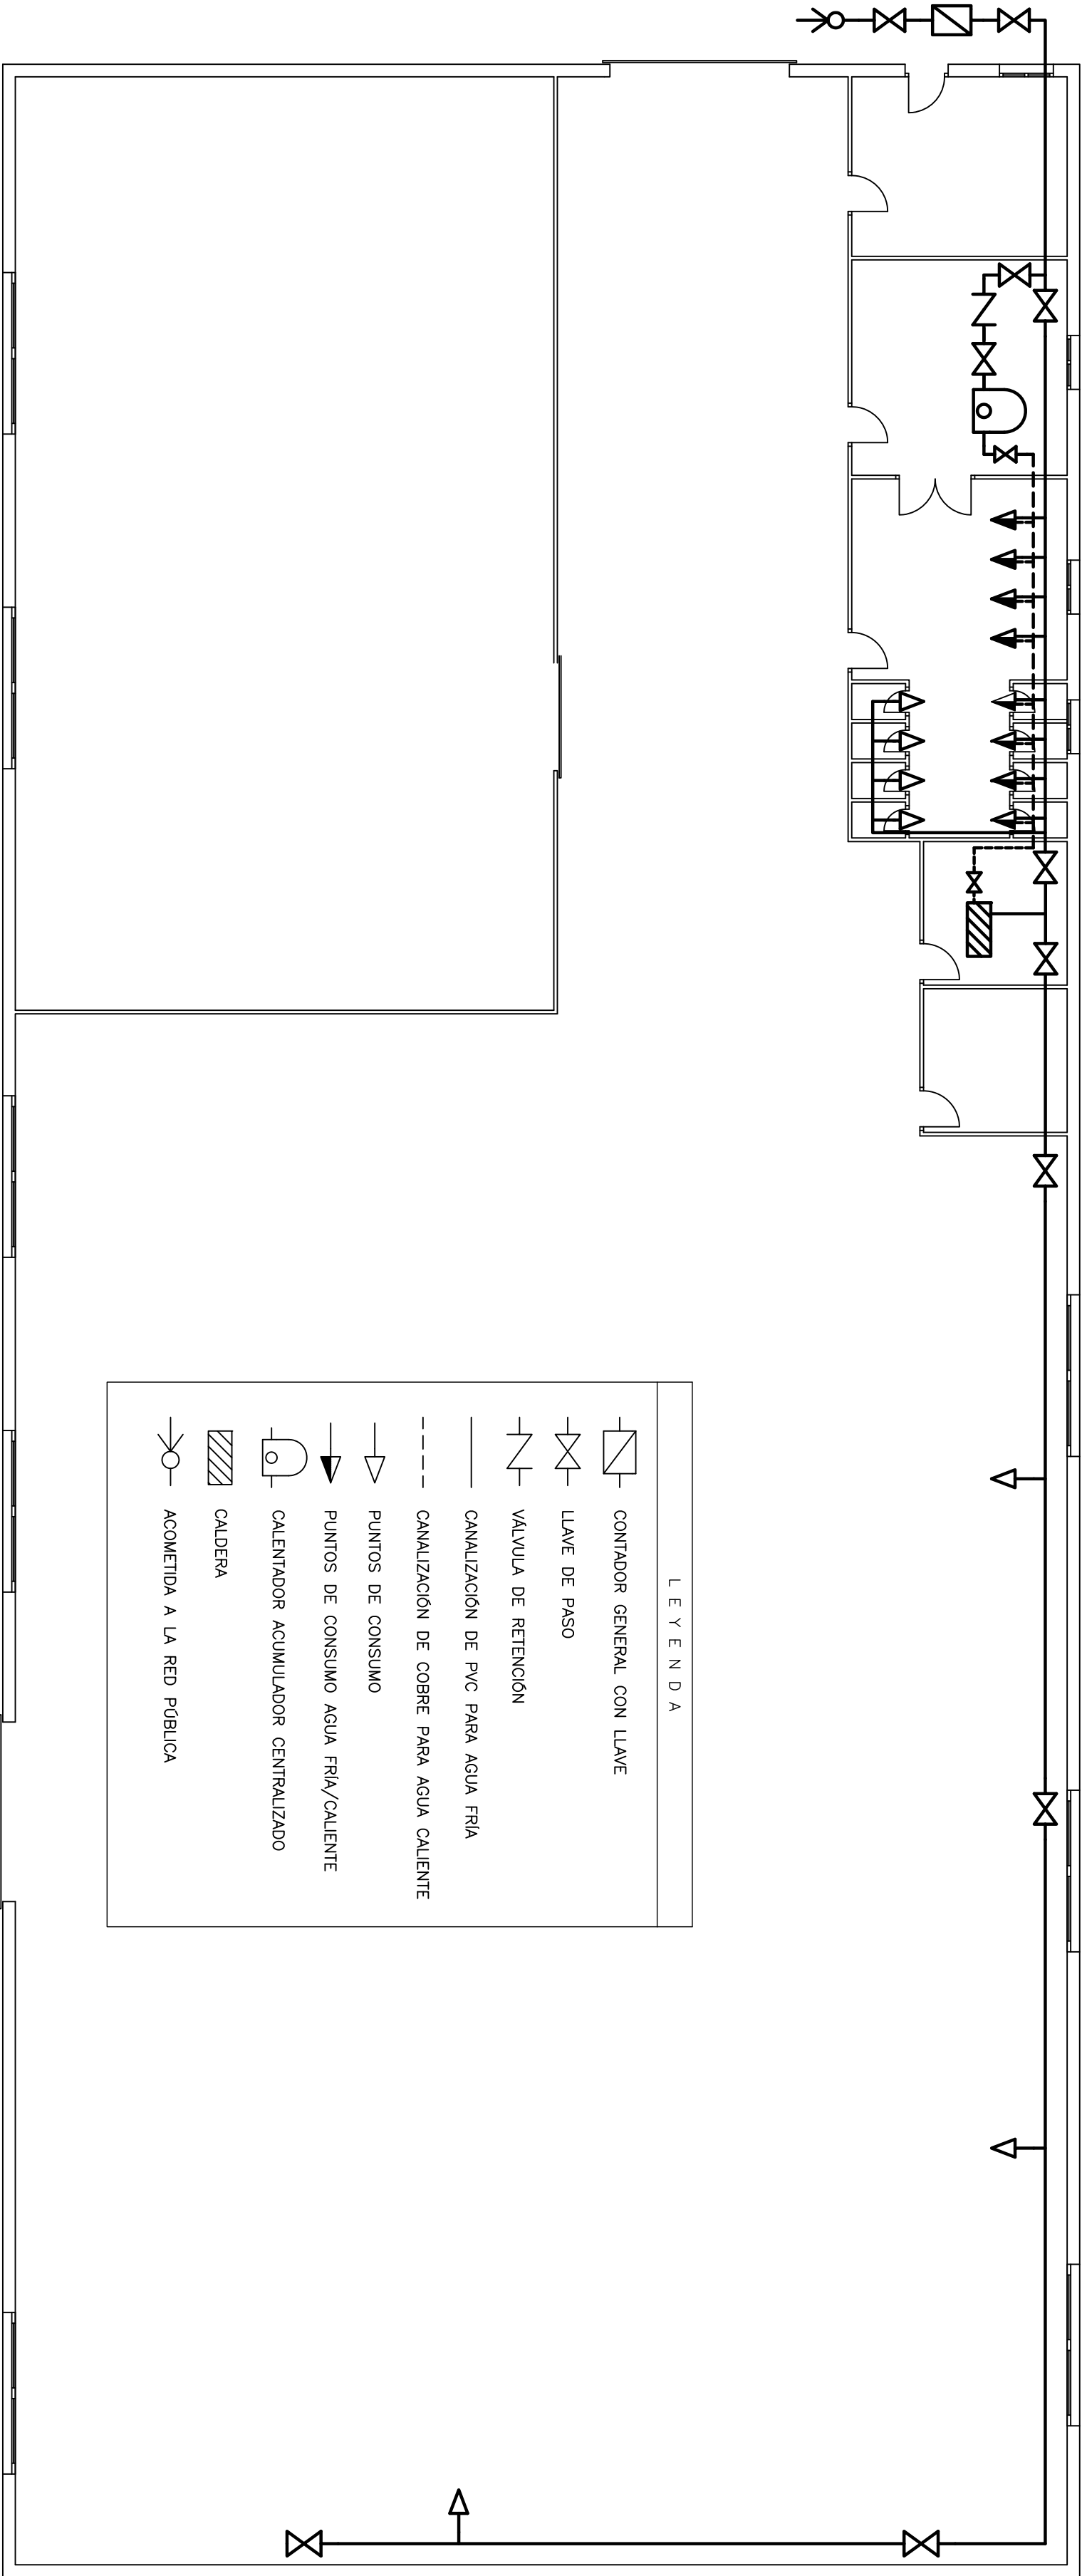 L E Y E N D A
CONTADOR GENERAL CON LLAVE
LLAVE DE PASO
VÁLVULA DE RETENCIÓN
CANALIZACIÓN DE PVC PARA AGUA FRÍA
CANALIZACIÓN DE COBRE PARA AGUA CALIENTE
PUNTOS DE CONSUMO
PUNTOS DE CONSUMO AGUA FRÍA/CALIENTE
CALENTADOR ACUMULADOR CENTRALIZADO
CALDERA
ACOMETIDA A LA RED PÚBLICA